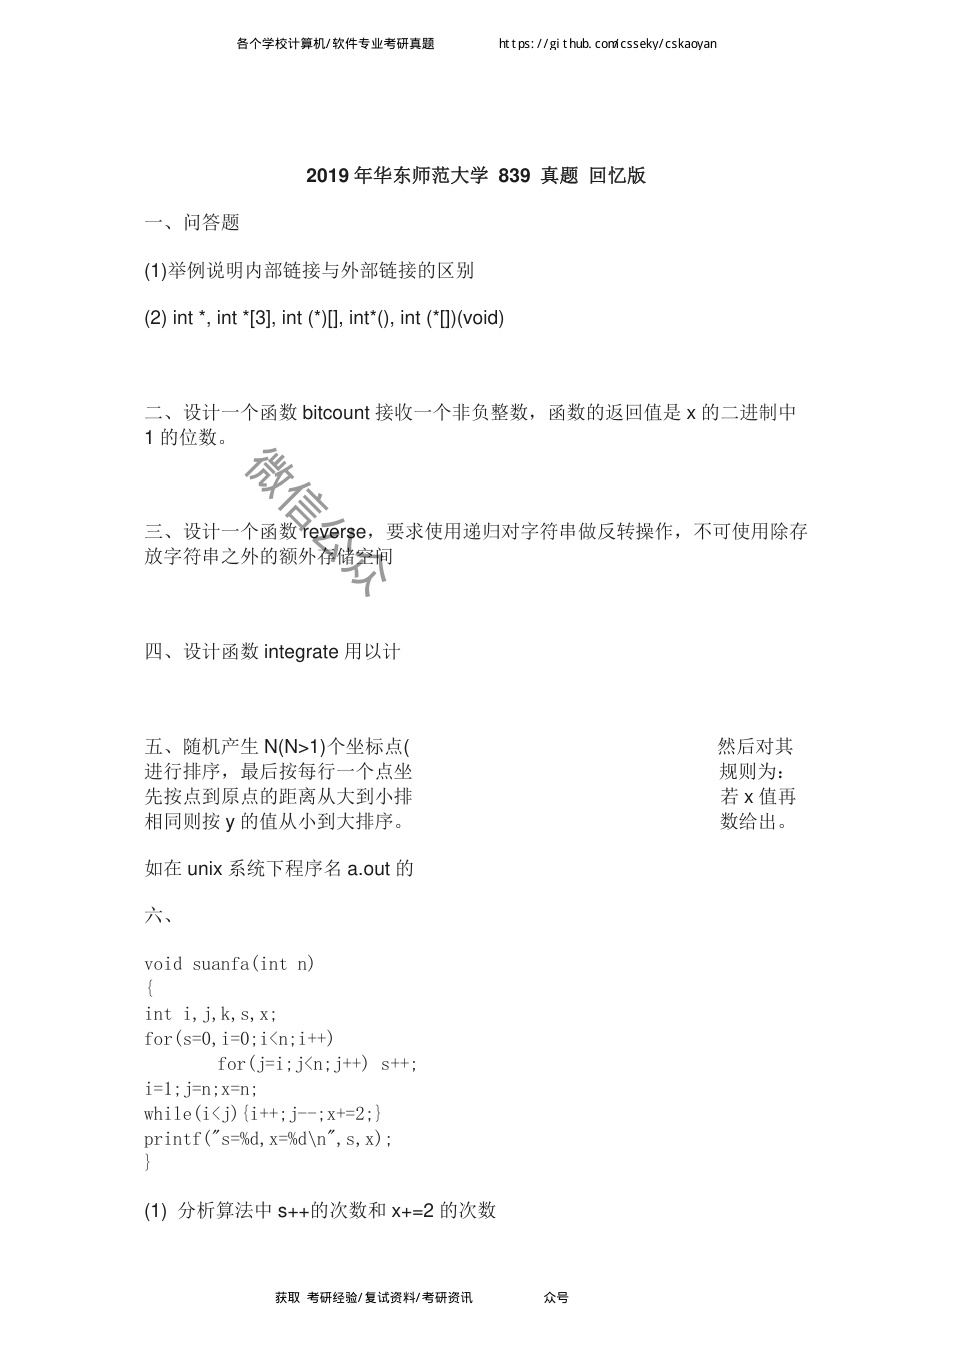 各个学校计算机/软件专业考研真题 https://github.com/csseky/cskaoyan
2019 年华东师范大学 839 真题 回忆版
一、问答题
(1)举例说明内部链接与外部链接的区别
(2) int *, int *[3], int (*)[], int*(), int (*[])(void)
二、设计一个函数 bitcount 接收一个非负整数，函数的返回值是 x 的二进制中
1 的位数。
三、设计一个函数 reverse，要求使用递归对字符串做反转操作，不可使用除存
放字符串之外的额外存储空间
微信公众
四、设计函数 integrate 用以计
五、随机产生 N(N>1)个坐标点( 然后对其
进行排序，最后按每行一个点坐 规则为：
先按点到原点的距离从大到小排 若 x 值再
相同则按 y 的值从小到大排序。 数给出。
如在 unix 系统下程序名 a.out 的
六、
void suanfa(int n)
{
int i,j,k,s,x;
for(s=0,i=0;i<n;i++)
for(j=i;j<n;j++) s++;
i=1;j=n;x=n;
while(i<j){i++;j--;x+=2;}
printf("s=%d,x=%d\n",s,x);
}
(1) 分析算法中 s++的次数和 x+=2 的次数
获取 考研经验/复试资料/考研资讯 众号